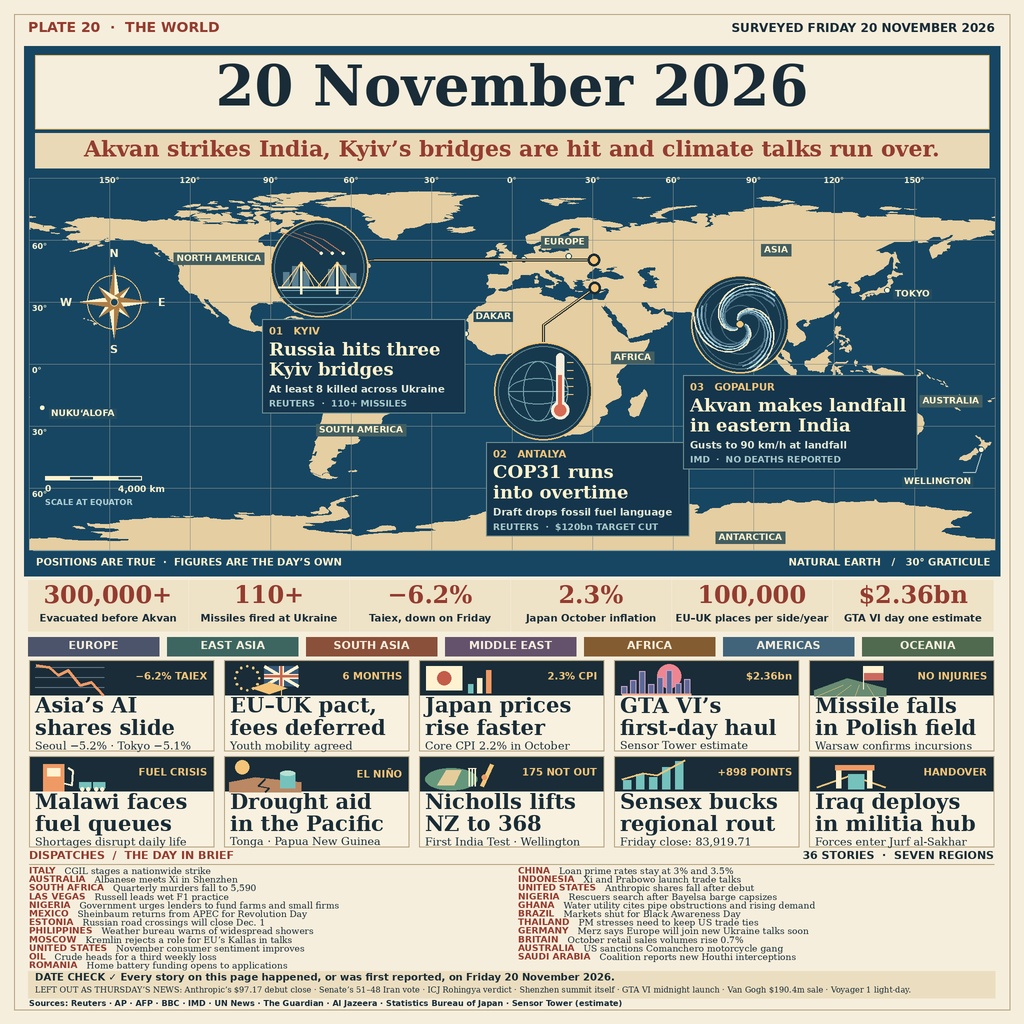 PLATE 20 · THE WORLD
SURVEYED FRIDAY 20 NOVEMBER 2026
20 November 2026
Akvan strikes India, Kyiv’s bridges are hit and climate talks run over.
150° 120° 90° 60° 30° 0° 30° 60° 90° 120° 150°
60°
30°
0°
30°
60°
N
W E
S
NORTH AMERICA
EUROPE
ASIA
TOKYO
DAKAR
AFRICA
NUKUʻALOFA
SOUTH AMERICA
AUSTRALIA
WELLINGTON
ANTARCTICA
01 KYIV
Russia hits three
Kyiv bridges
At least 8 killed across Ukraine
REUTERS · 110+ MISSILES
02 ANTALYA
COP31 runs
into overtime
Draft drops fossil fuel language
REUTERS · $120bn TARGET CUT
03 GOPALPUR
Akvan makes landfall
in eastern India
Gusts to 90 km/h at landfall
IMD · NO DEATHS REPORTED
0 4,000 km
SCALE AT EQUATOR
POSITIONS ARE TRUE · FIGURES ARE THE DAY’S OWN
NATURAL EARTH / 30° GRATICULE
300,000+
Evacuated before Akvan
110+
Missiles fired at Ukraine
−6.2%
Taiex, down on Friday
2.3%
Japan October inflation
100,000
EU–UK places per side/year
$2.36bn
GTA VI day one estimate
EUROPE
EAST ASIA
SOUTH ASIA
MIDDLE EAST
AFRICA
AMERICAS
OCEANIA
−6.2% TAIEX
Asia’s AI
shares slide
Seoul −5.2% · Tokyo −5.1%
6 MONTHS
EU–UK pact,
fees deferred
Youth mobility agreed
2.3% CPI
Japan prices
rise faster
Core CPI 2.2% in October
$2.36bn
GTA VI’s
first-day haul
Sensor Tower estimate
NO INJURIES
Missile falls
in Polish field
Warsaw confirms incursions
FUEL CRISIS
Malawi faces
fuel queues
Shortages disrupt daily life
EL NIÑO
Drought aid
in the Pacific
Tonga · Papua New Guinea
175 NOT OUT
Nicholls lifts
NZ to 368
First India Test · Wellington
+898 POINTS
Sensex bucks
regional rout
Friday close: 83,919.71
HANDOVER
Iraq deploys
in militia hub
Forces enter Jurf al-Sakhar
DISPATCHES / THE DAY IN BRIEF
36 STORIES · SEVEN REGIONS
ITALY CGIL stages a nationwide strike
AUSTRALIA Albanese meets Xi in Shenzhen
SOUTH AFRICA Quarterly murders fall to 5,590
LAS VEGAS Russell leads wet F1 practice
NIGERIA Government urges lenders to fund farms and small firms
MEXICO Sheinbaum returns from APEC for Revolution Day
ESTONIA Russian road crossings will close Dec. 1
PHILIPPINES Weather bureau warns of widespread showers
MOSCOW Kremlin rejects a role for EU’s Kallas in talks
UNITED STATES November consumer sentiment improves
OIL Crude heads for a third weekly loss
ROMANIA Home battery funding opens to applications
CHINA Loan prime rates stay at 3% and 3.5%
INDONESIA Xi and Prabowo launch trade talks
UNITED STATES Anthropic shares fall after debut
NIGERIA Rescuers search after Bayelsa barge capsizes
GHANA Water utility cites pipe obstructions and rising demand
BRAZIL Markets shut for Black Awareness Day
THAILAND PM stresses need to keep US trade ties
GERMANY Merz says Europe will join new Ukraine talks soon
BRITAIN October retail sales volumes rise 0.7%
AUSTRALIA US sanctions Comanchero motorcycle gang
SAUDI ARABIA Coalition reports new Houthi interceptions
DATE CHECK ✓ Every story on this page happened, or was first reported, on Friday 20 November 2026.
LEFT OUT AS THURSDAY’S NEWS: Anthropic’s $97.17 debut close · Senate’s 51–48 Iran vote · ICJ Rohingya verdict · Shenzhen summit itself · GTA VI midnight launch · Van Gogh $190.4m sale · Voyager 1 light-day.
Sources: Reuters · AP · AFP · BBC · IMD · UN News · The Guardian · Al Jazeera · Statistics Bureau of Japan · Sensor Tower (estimate)